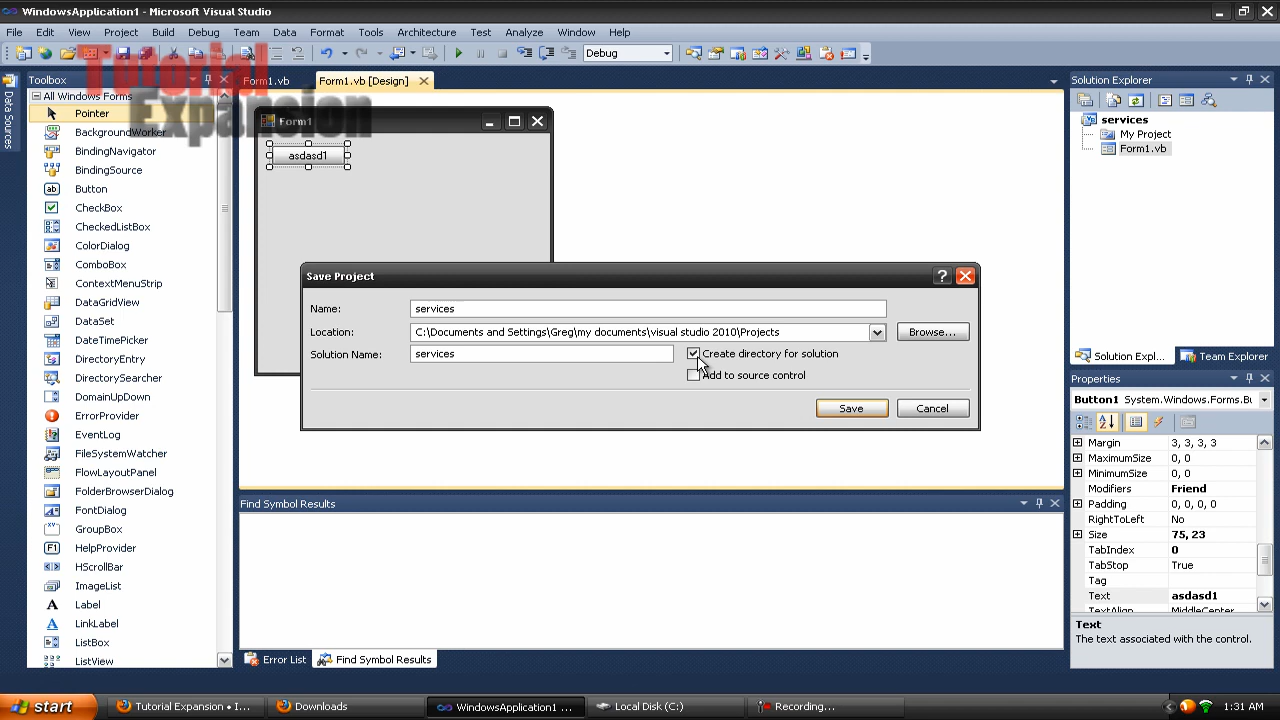 WindowsApplication1 - Microsoft Visual Studio
File Edit View Project Build Debug Team Data Format Tools Architecture Test Analyze Window Help
Debug
Tutorial
Expansion
Data Sources
Toolbox
All Windows Forms
Pointer
BackgroundWorker
BindingNavigator
BindingSource
Button
CheckBox
CheckedListBox
ColorDialog
ComboBox
ContextMenuStrip
DataGridView
DataSet
DateTimePicker
DirectoryEntry
DirectorySearcher
DomainUpDown
ErrorProvider
EventLog
FileSystemWatcher
FlowLayoutPanel
FolderBrowserDialog
FontDialog
GroupBox
HelpProvider
HScrollBar
ImageList
Label
LinkLabel
ListBox
ListView
Form1.vb Form1.vb [Design]
Form1
asdasd1
Save Project
Name: services
Location: C:\Documents and Settings\Greg\my documents\visual studio 2010\Projects Browse...
Solution Name: services Create directory for solution
Add to source control
Save Cancel
Find Symbol Results
Error List Find Symbol Results
Solution Explorer
services
My Project
Form1.vb
Solution Expl... Team Explorer
Properties
Button1 System.Windows.Forms.Bu
Margin 3, 3, 3, 3
MaximumSize 0, 0
MinimumSize 0, 0
Modifiers Friend
Padding 0, 0, 0, 0
RightToLeft No
Size 75, 23
TabIndex 0
TabStop True
Tag
Text asdasd1
TextAlign MiddleCenter
Text
The text associated with the control.
start Tutorial Expansion • I... Downloads WindowsApplication1 ... Local Disk (C:) Recording... 1:31 AM